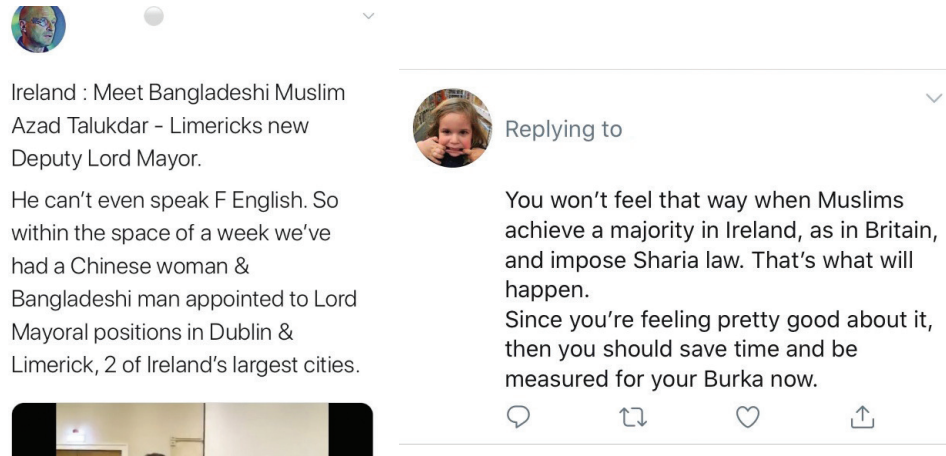 Ireland : Meet Bangladeshi Muslim
Azad Talukdar - Limericks new
Deputy Lord Mayor.
He can’t even speak F English. So
within the space of a week we’ve
had a Chinese woman &
Bangladeshi man appointed to Lord
Mayoral positions in Dublin &
Limerick, 2 of Ireland’s largest cities.
Replying to
You won’t feel that way when Muslims
achieve a majority in Ireland, as in Britain,
and impose Sharia law. That’s what will
happen.
Since you’re feeling pretty good about it,
then you should save time and be
measured for your Burka now.